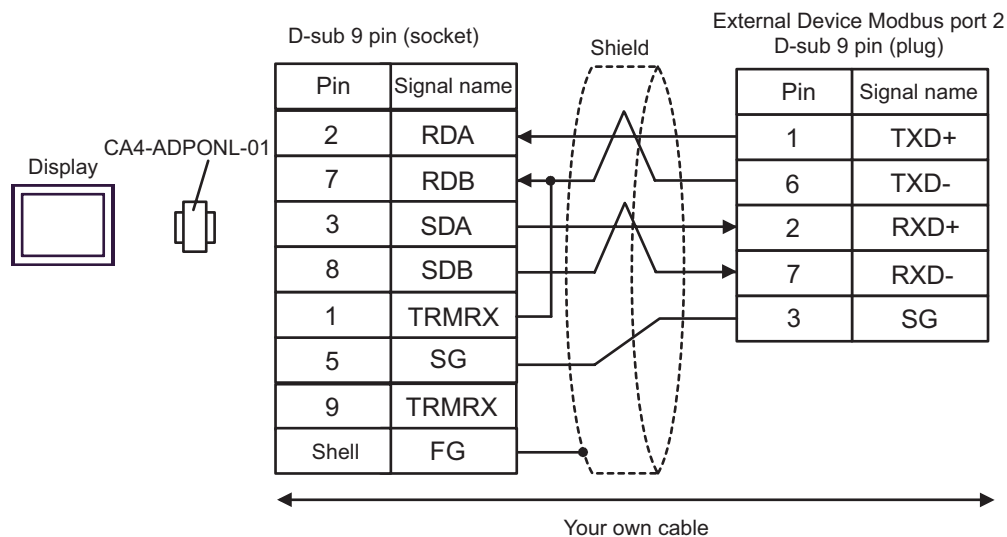 External Device Modbus port 2
D-sub 9 pin (socket)
D-sub 9 pin (plug)
Shield
Pin Signal name
Pin Signal name
2 RDA
1 TXD+
CA4-ADPONL-01
Display
7 RDB
6 TXD-
3 SDA
2 RXD+
8 SDB
7 RXD-
1 TRMRX
3 SG
5 SG
9 TRMRX
Shell FG
Your own cable